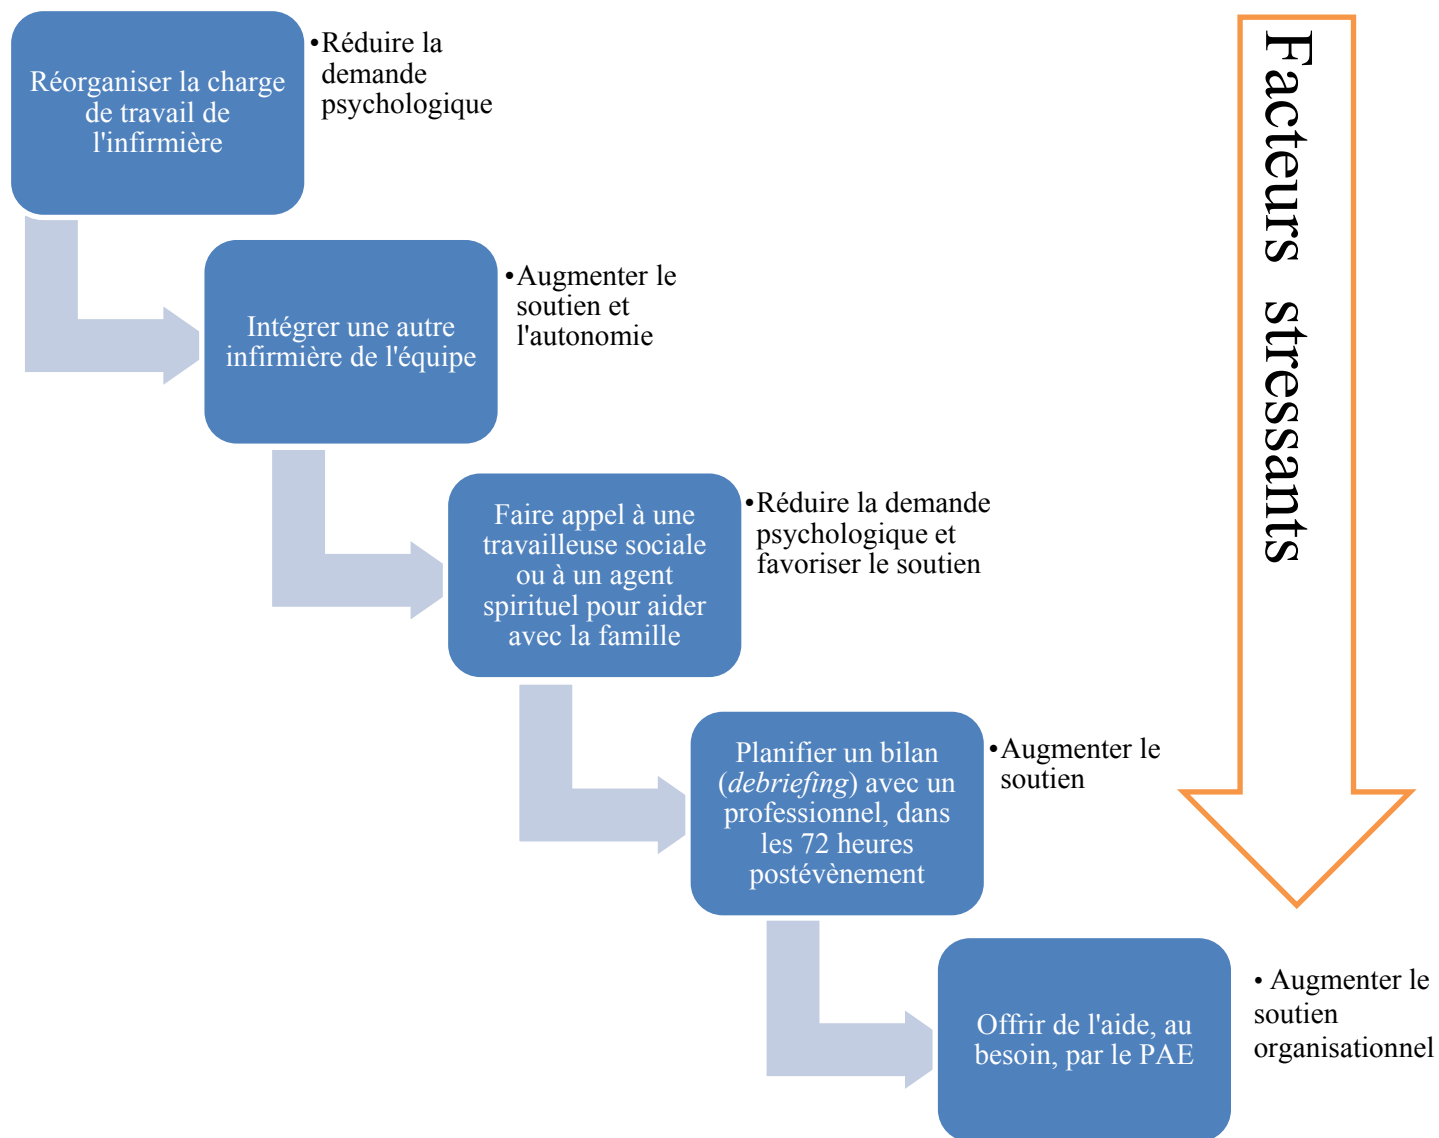 Réorganiser la charge
de travail de
l'infirmière
•Réduire la
demande
psychologique
Facteurs stressants
Intégrer une autre
infirmière de l'équipe
•Augmenter le
soutien et
l'autonomie
Faire appel à une
travailleuse sociale
ou à un agent
spirituel pour aider
avec la famille
•Réduire la demande
psychologique et
favoriser le soutien
Planifier un bilan
(debriefing) avec un
professionnel, dans
les 72 heures
postévènement
•Augmenter le
soutien
Offrir de l'aide, au
besoin, par le PAE
• Augmenter le
soutien
organisationnel